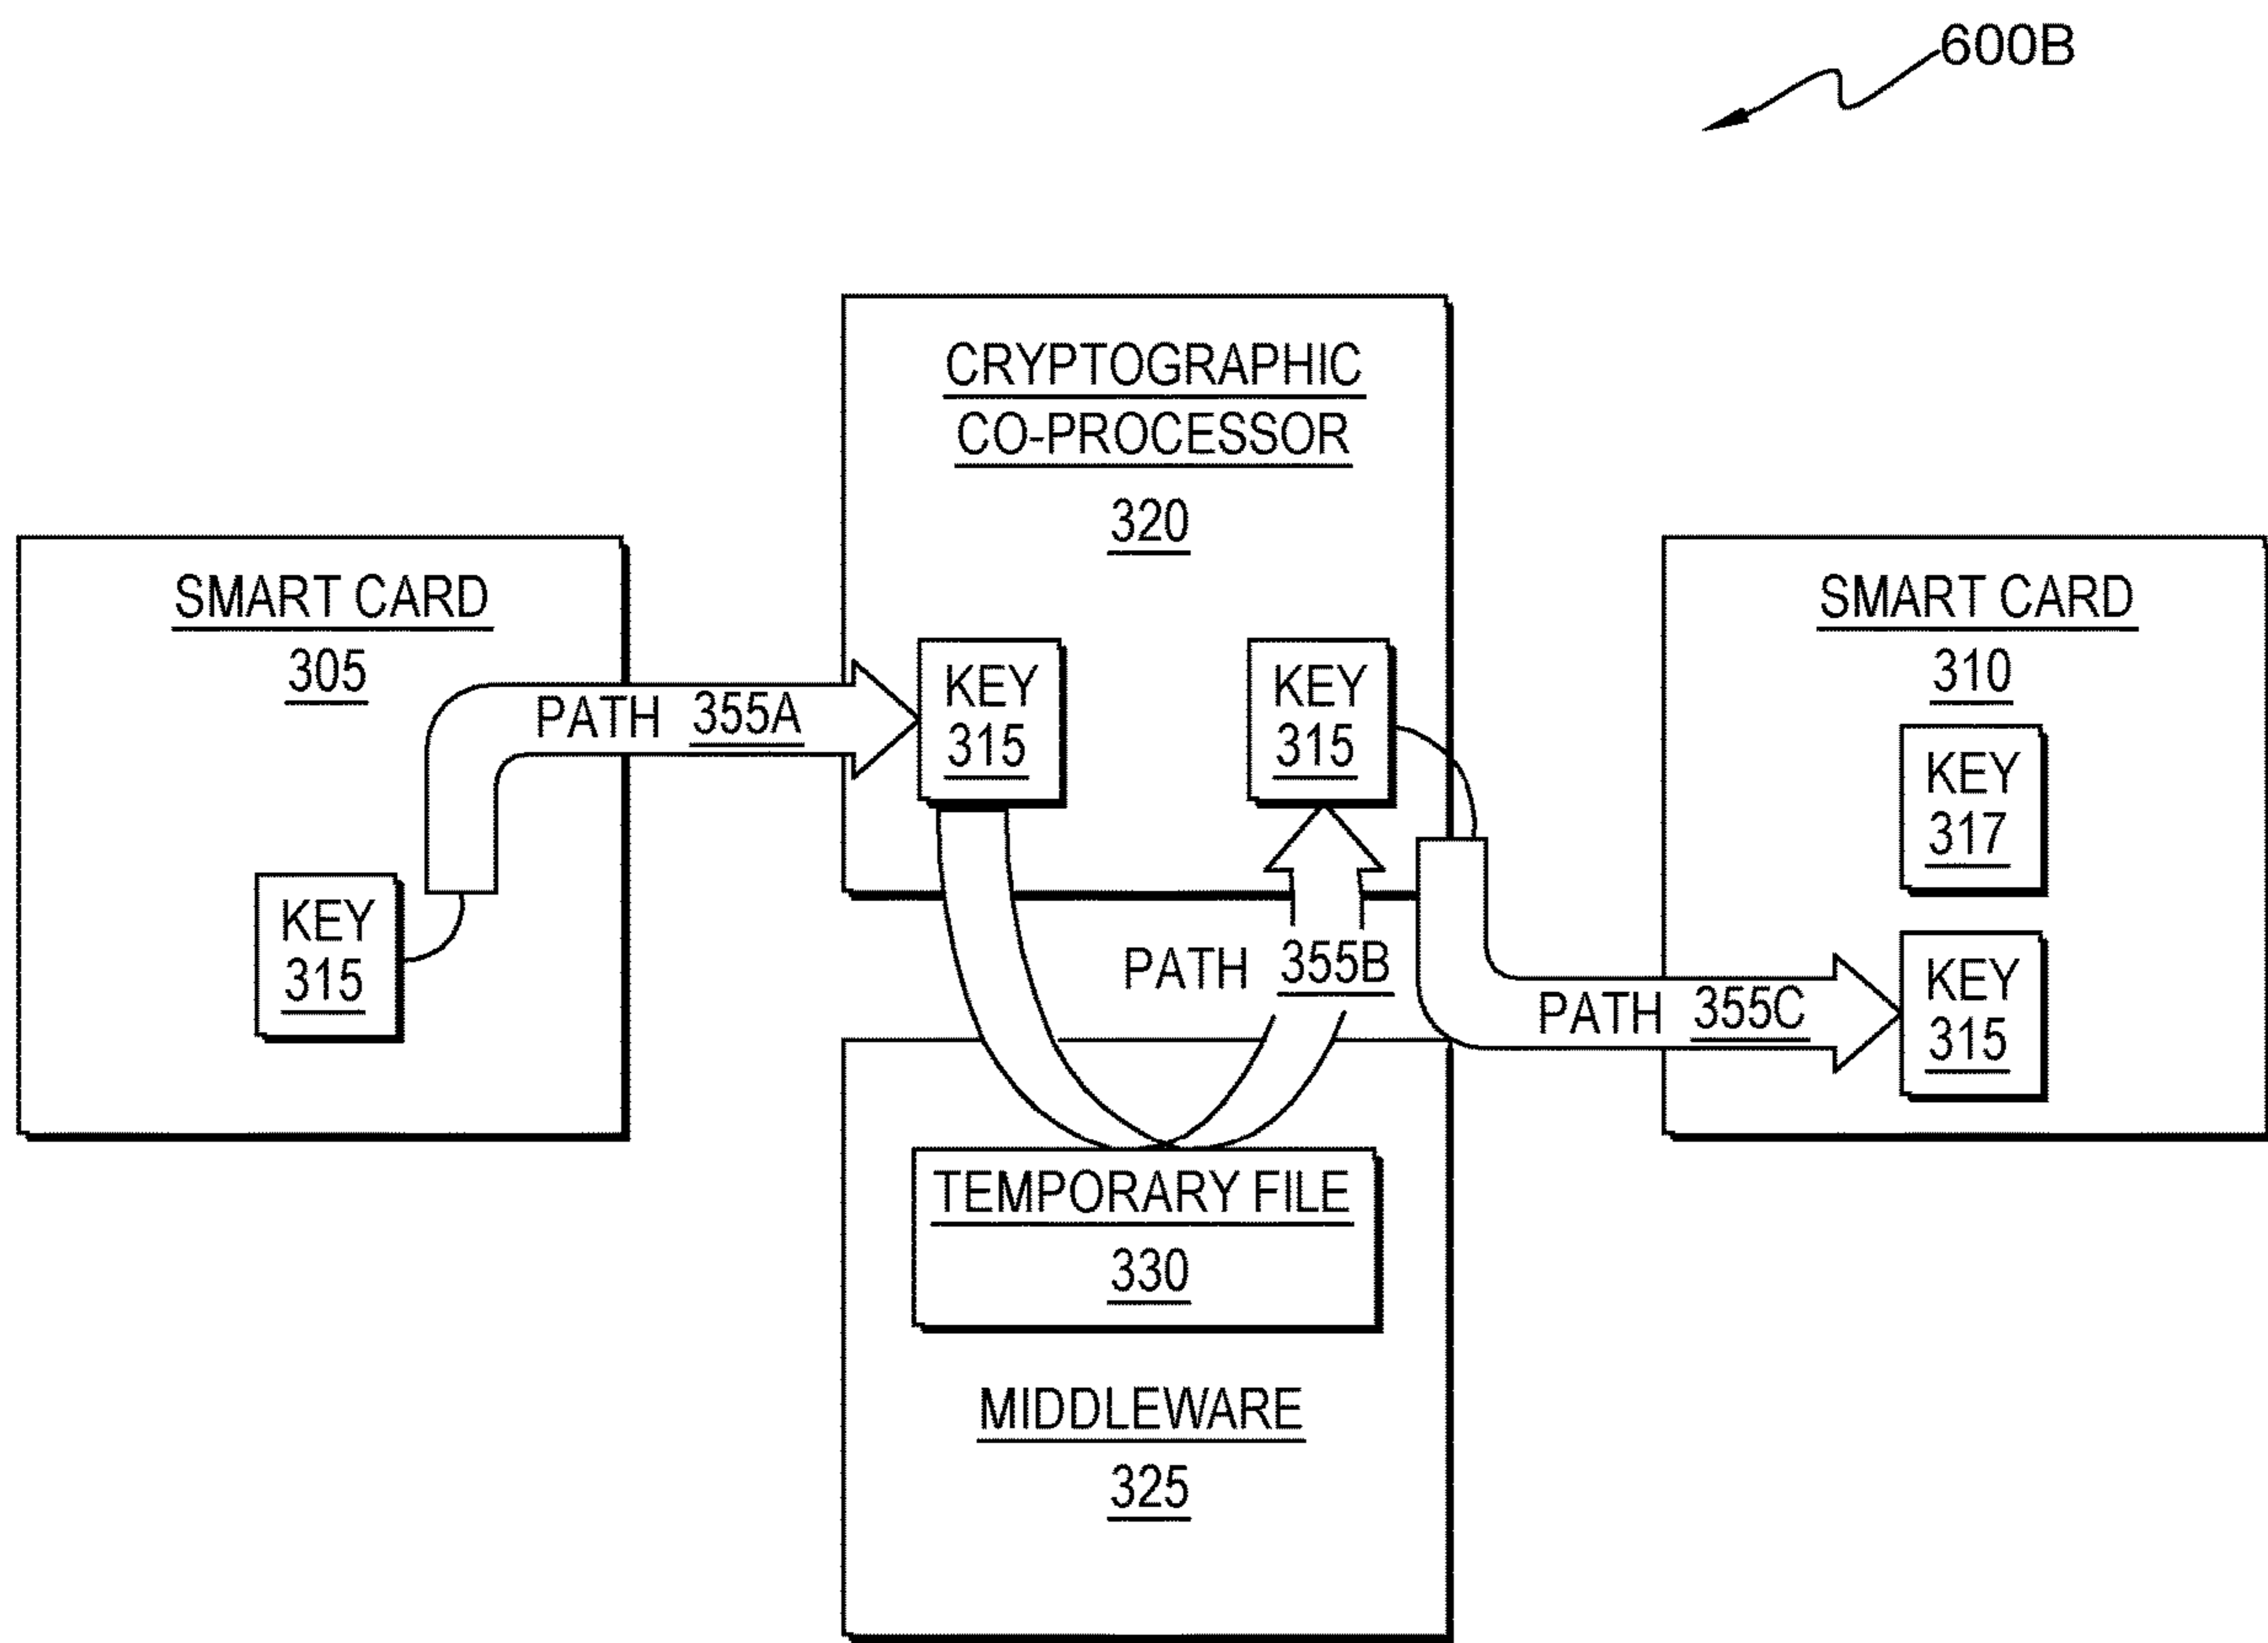 600B
CRYPTOGRAPHIC
CO-PROCESSOR
320
SMART CARD
305
PATH 355A
KEY
315
KEY
315
KEY
315
SMART CARD
310
KEY
317
KEY
315
PATH 355B
PATH 355C
TEMPORARY FILE
330
MIDDLEWARE
325